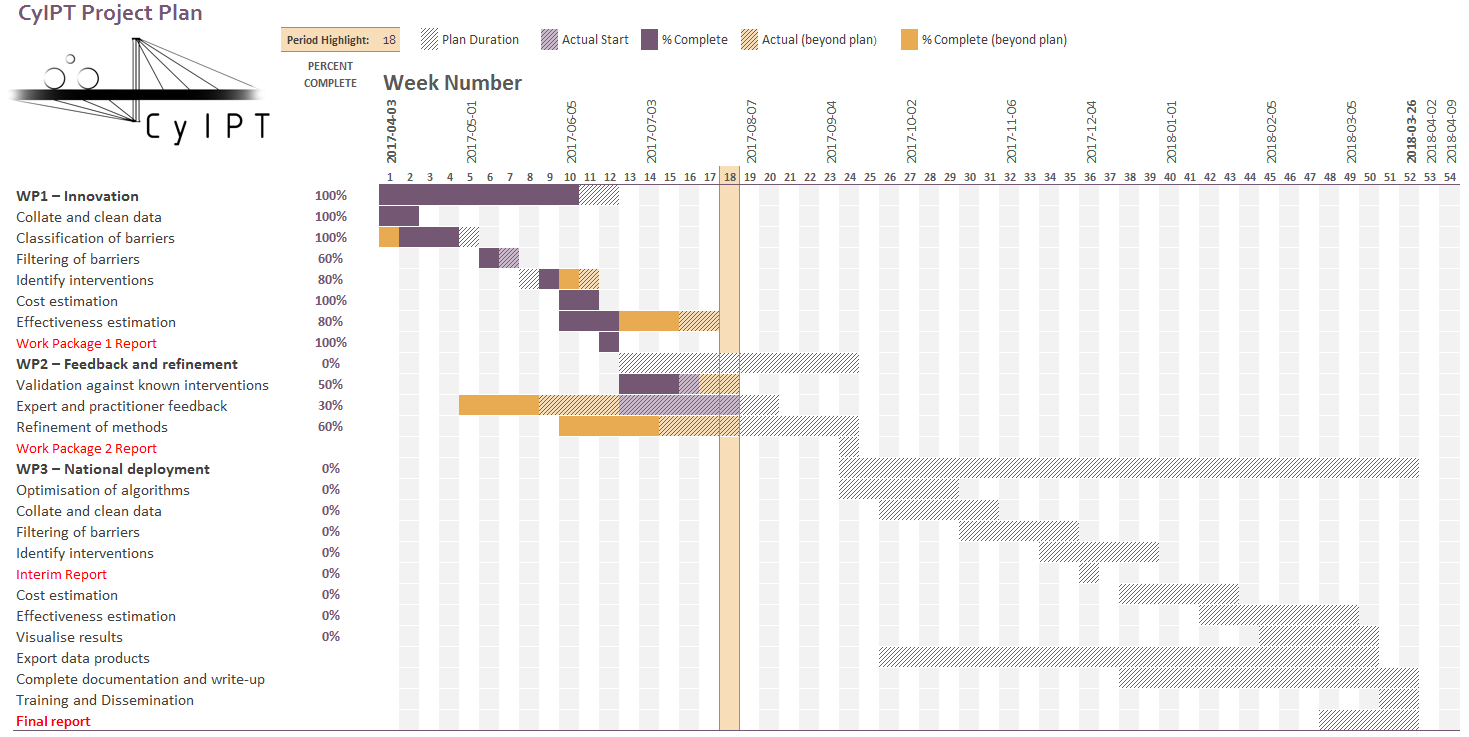 CyIPT Project Plan
Period Highlight: 18
Plan Duration
Actual Start
% Complete
Actual (beyond plan)
% Complete (beyond plan)
PERCENT
COMPLETE
Week Number
CyIPT
2017-04-03 2017-05-01 2017-06-05 2017-07-03 2017-08-07 2017-09-04 2017-10-02 2017-11-06 2017-12-04 2018-01-01 2018-02-05 2018-03-05 2018-03-26 2018-04-02 2018-04-09
1 2 3 4 5 6 7 8 9 10 11 12 13 14 15 16 17 18 19 20 21 22 23 24 25 26 27 28 29 30 31 32 33 34 35 36 37 38 39 40 41 42 43 44 45 46 47 48 49 50 51 52 53 54
WP1 – Innovation 100%
Collate and clean data 100%
Classification of barriers 100%
Filtering of barriers 60%
Identify interventions 80%
Cost estimation 100%
Effectiveness estimation 80%
Work Package 1 Report 100%
WP2 – Feedback and refinement 0%
Validation against known interventions 50%
Expert and practitioner feedback 30%
Refinement of methods 60%
Work Package 2 Report
WP3 – National deployment 0%
Optimisation of algorithms 0%
Collate and clean data 0%
Filtering of barriers 0%
Identify interventions 0%
Interim Report 0%
Cost estimation 0%
Effectiveness estimation 0%
Visualise results 0%
Export data products
Complete documentation and write-up
Training and Dissemination
Final report